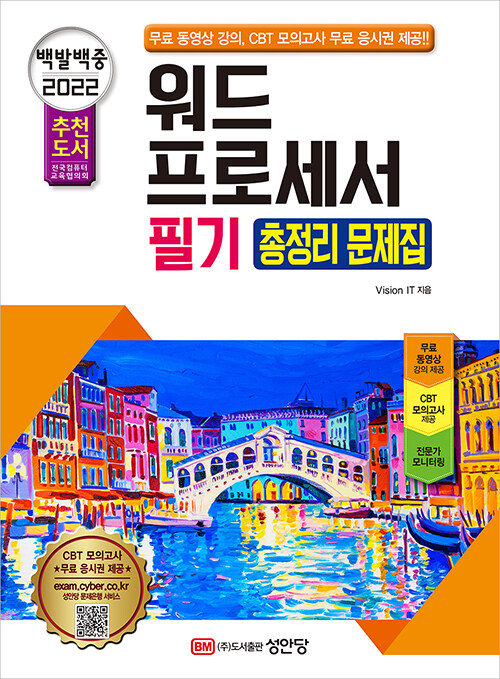 무료 동영상 강의, CBT 모의고사 무료 응시권 제공!!
백발백중
2022
추천
도서
전국컴퓨터
교육협의회
워드
프로세서
필기 총정리 문제집
Vision IT 지음
무료
동영상
강의 제공
CBT
모의고사
제공
전문가
모니터링
CBT 모의고사
★무료 응시권 제공★
exam.cyber.co.kr
성안당 문제은행 서비스
BM (주)도서출판 성안당